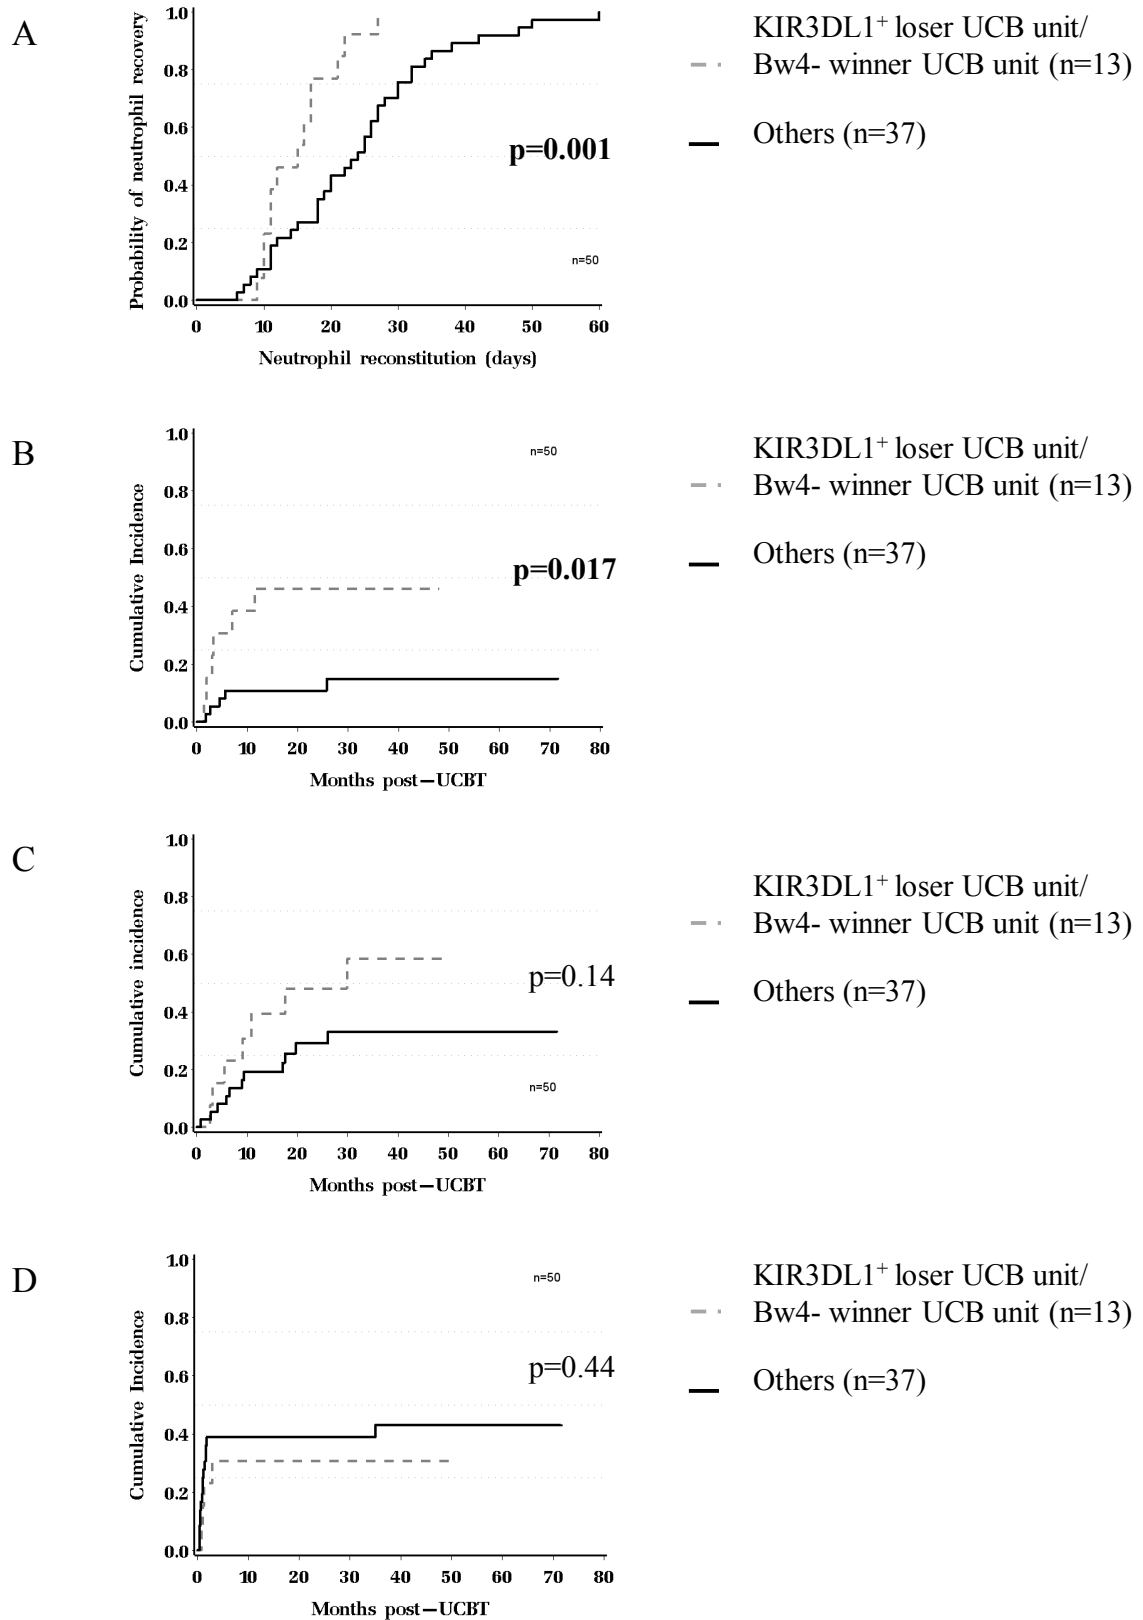 A
KIR3DL1+ loser UCB unit/
Bw4- winner UCB unit (n=13)
Others (n=37)
Probability of neutrophil recovery
1.0
0.8
0.6
0.4
0.2
0.0
p=0.001
n=50
0 10 20 30 40 50 60
Neutrophil reconstitution (days)
B
KIR3DL1+ loser UCB unit/
Bw4- winner UCB unit (n=13)
Others (n=37)
Cumulative Incidence
1.0
0.8
0.6
0.4
0.2
0.0
n=50
p=0.017
0 10 20 30 40 50 60 70 80
Months post-UCBT
C
KIR3DL1+ loser UCB unit/
Bw4- winner UCB unit (n=13)
Others (n=37)
Cumulative incidence
1.0
0.8
0.6
0.4
0.2
0.0
p=0.14
n=50
0 10 20 30 40 50 60 70 80
Months post-UCBT
D
KIR3DL1+ loser UCB unit/
Bw4- winner UCB unit (n=13)
Others (n=37)
Cumulative Incidence
1.0
0.8
0.6
0.4
0.2
0.0
n=50
p=0.44
0 10 20 30 40 50 60 70 80
Months post-UCBT